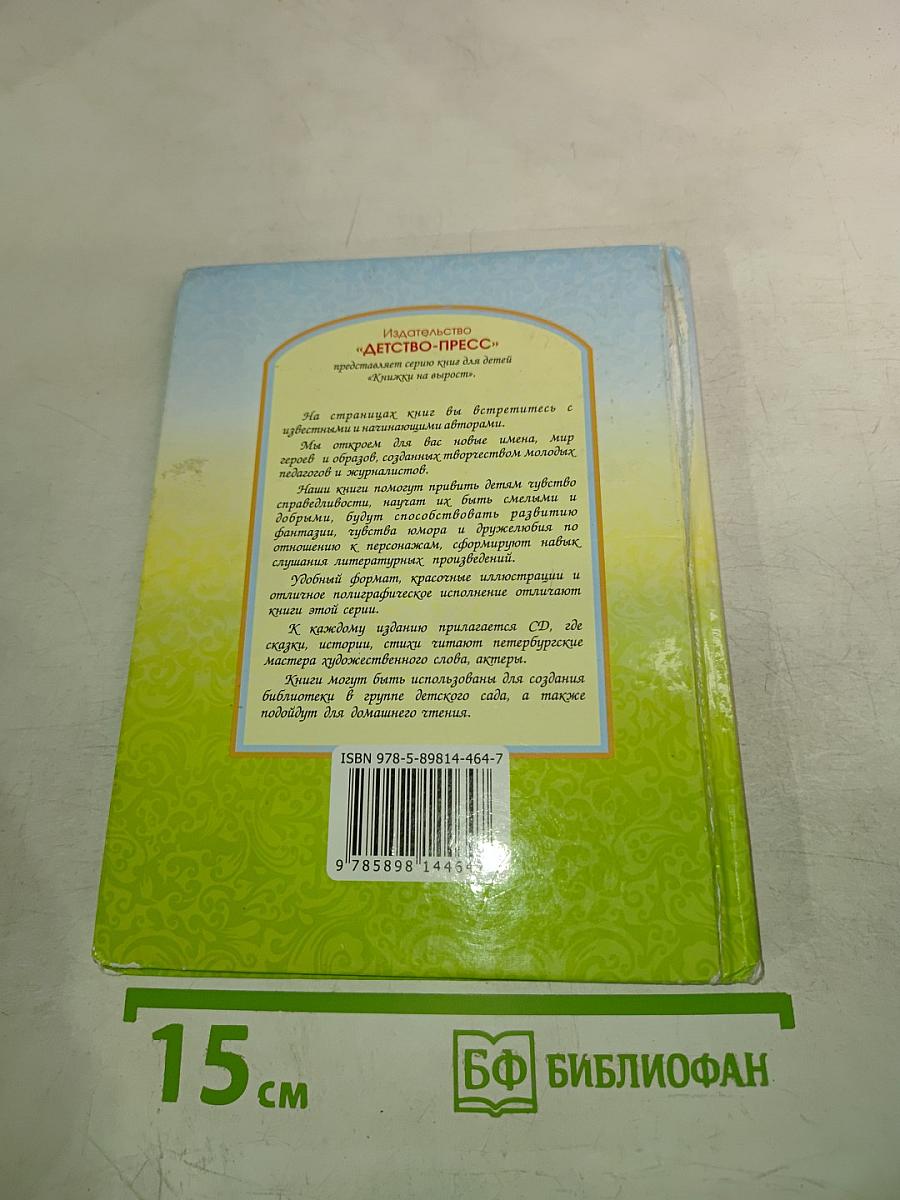 Издательство
«ДЕТСТВО-ПРЕСС»
представляет серию книг для детей
«Книжки на вырост».
На страницах книг вы встретитесь с
известными и начинающими авторами.
Мы откроем для вас новые имена, мир
героев и образов, созданных творчеством молодых
педагогов и журналистов.
Наши книги помогут привить детям чувство
справедливости, научат их быть смелыми и
добрыми, будут способствовать развитию
фантазии, чувства юмора и дружелюбия по
отношению к персонажам, сформируют навык
слушания литературных произведений.
Удобный формат, красочные иллюстрации и
отличное полиграфическое исполнение отличают
книги этой серии.
К каждому изданию прилагается CD, где
сказки, истории, стихи читают петербургские
мастера художественного слова, актеры.
Книги могут быть использованы для создания
библиотеки в группе детского сада, а также
подойдут для домашнего чтения.
ISBN 978-5-89814-464-7
9 785898 14464
15 см
БФ БИБЛИОФАН